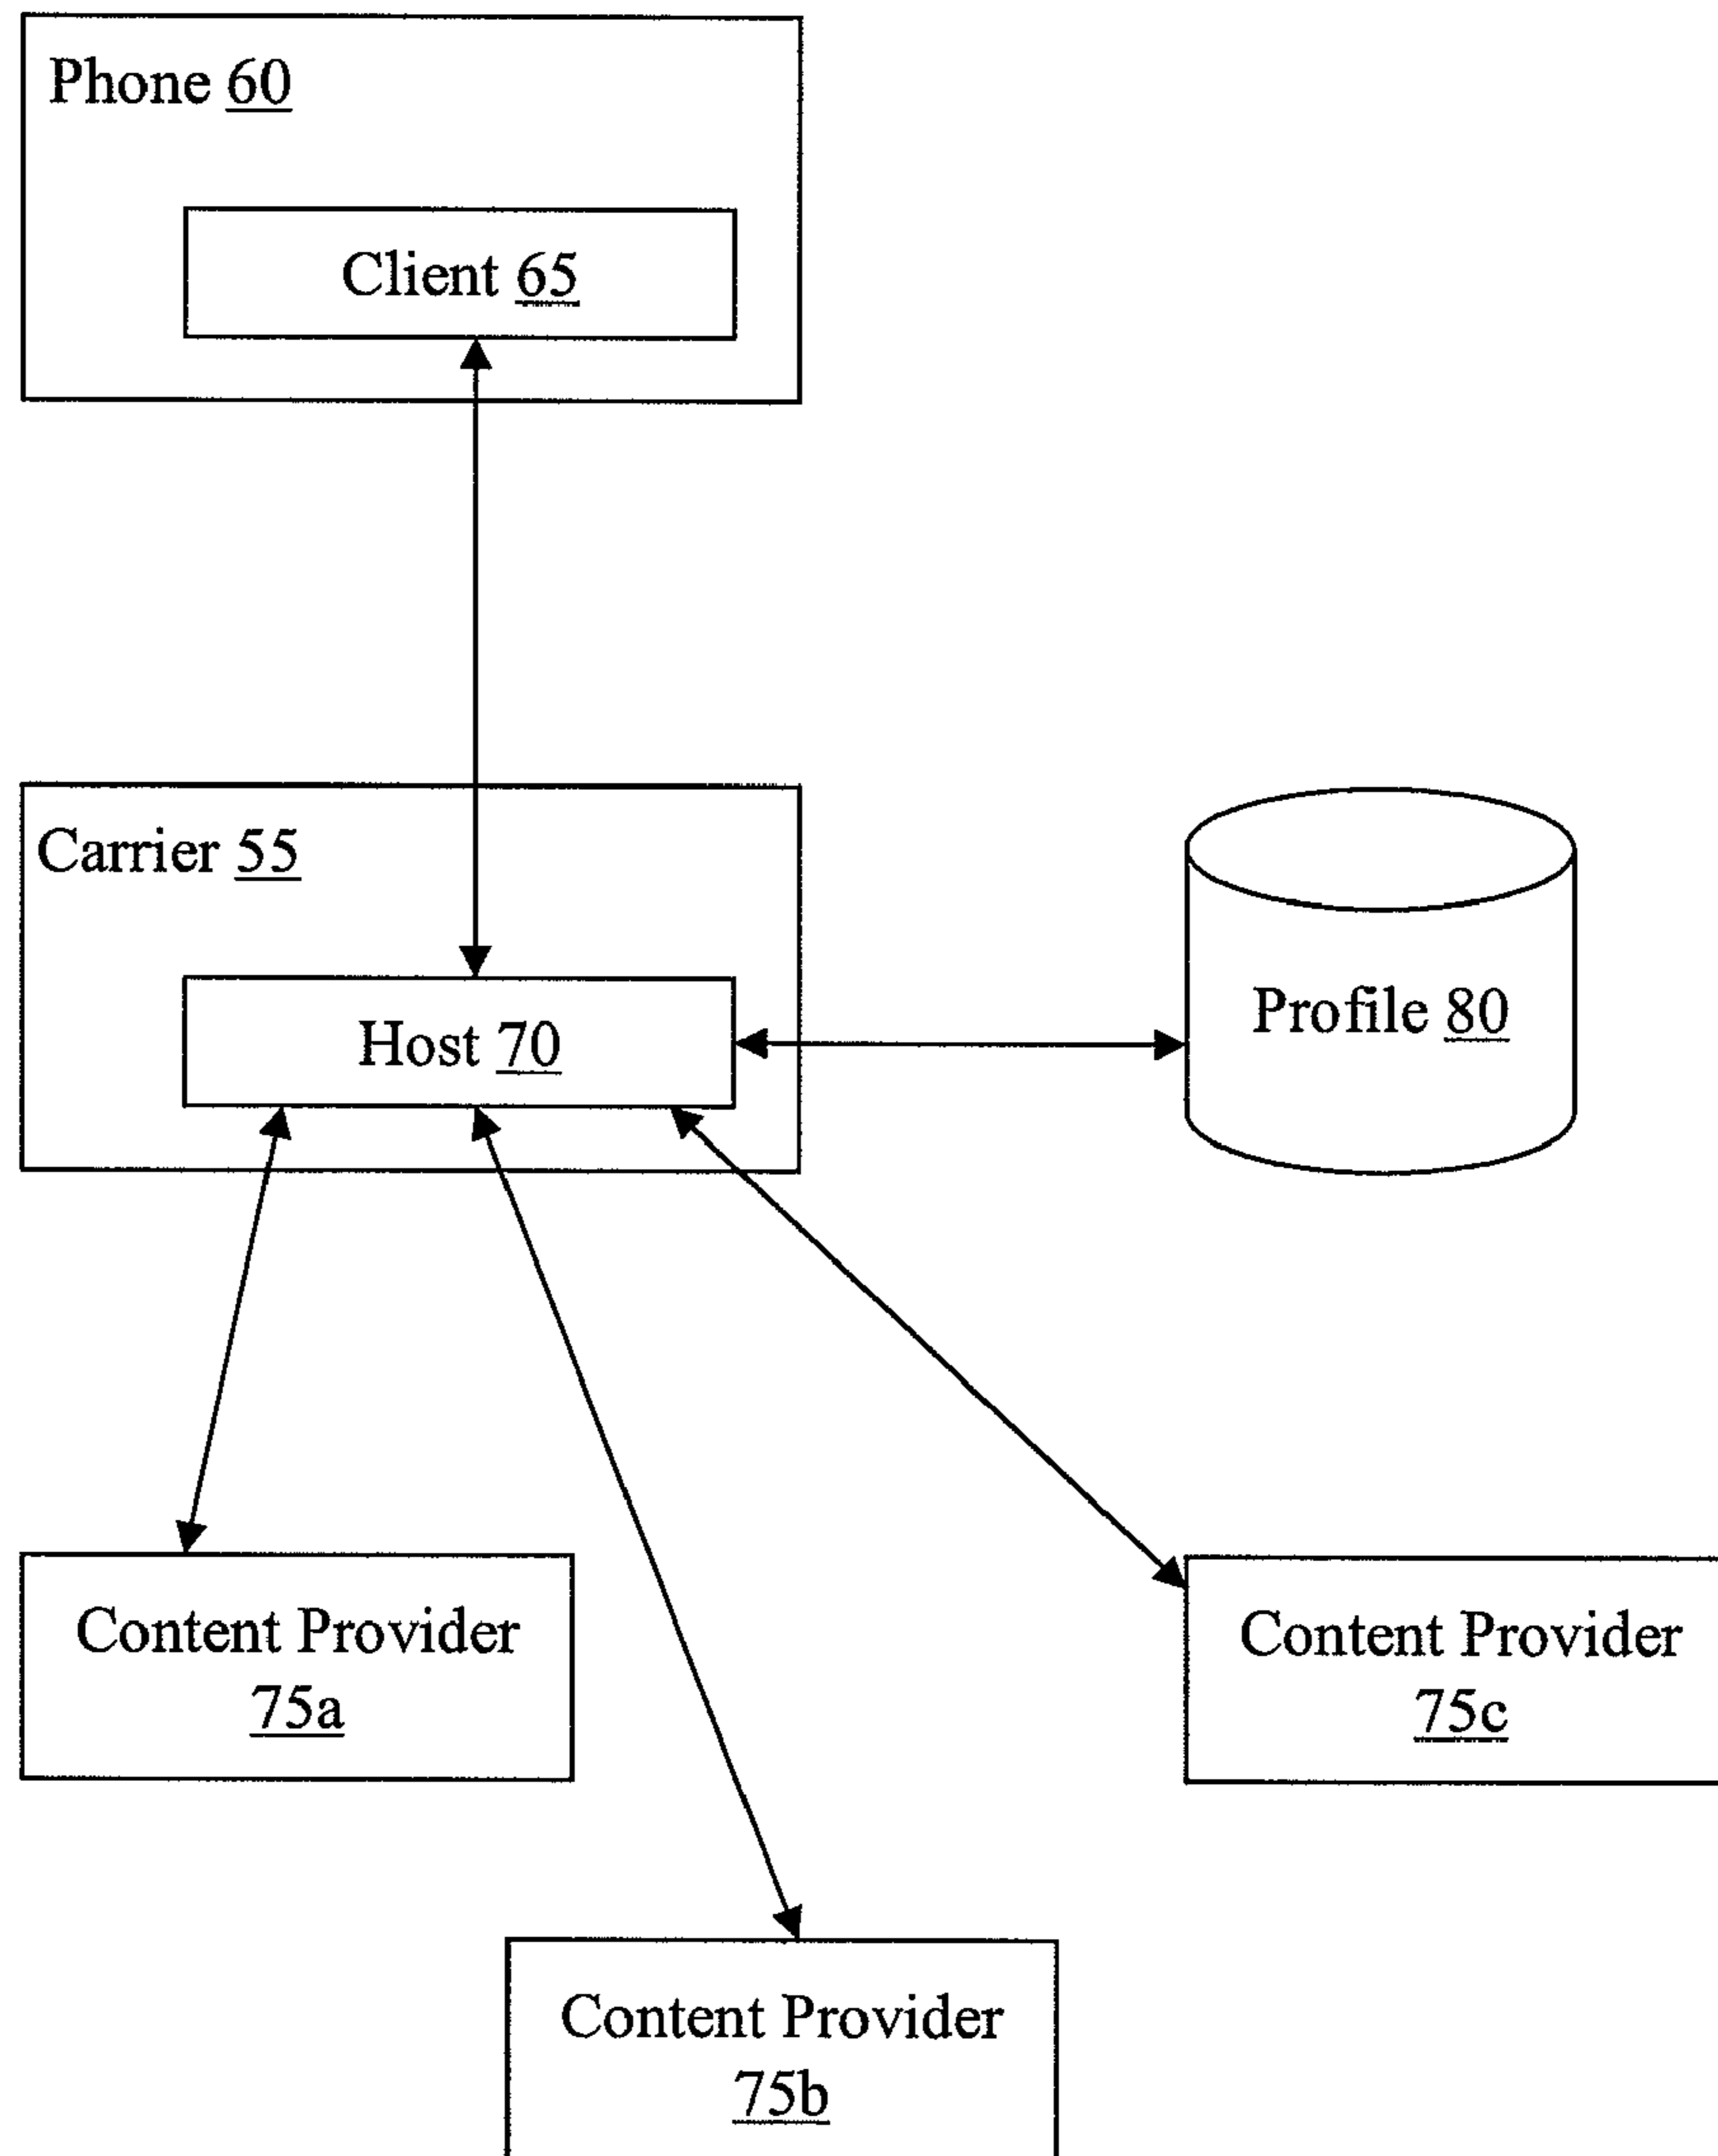 Phone 60
Client 65
Carrier 55
Host 70
Profile 80
Content Provider
75a
Content Provider
75c
Content Provider
75b